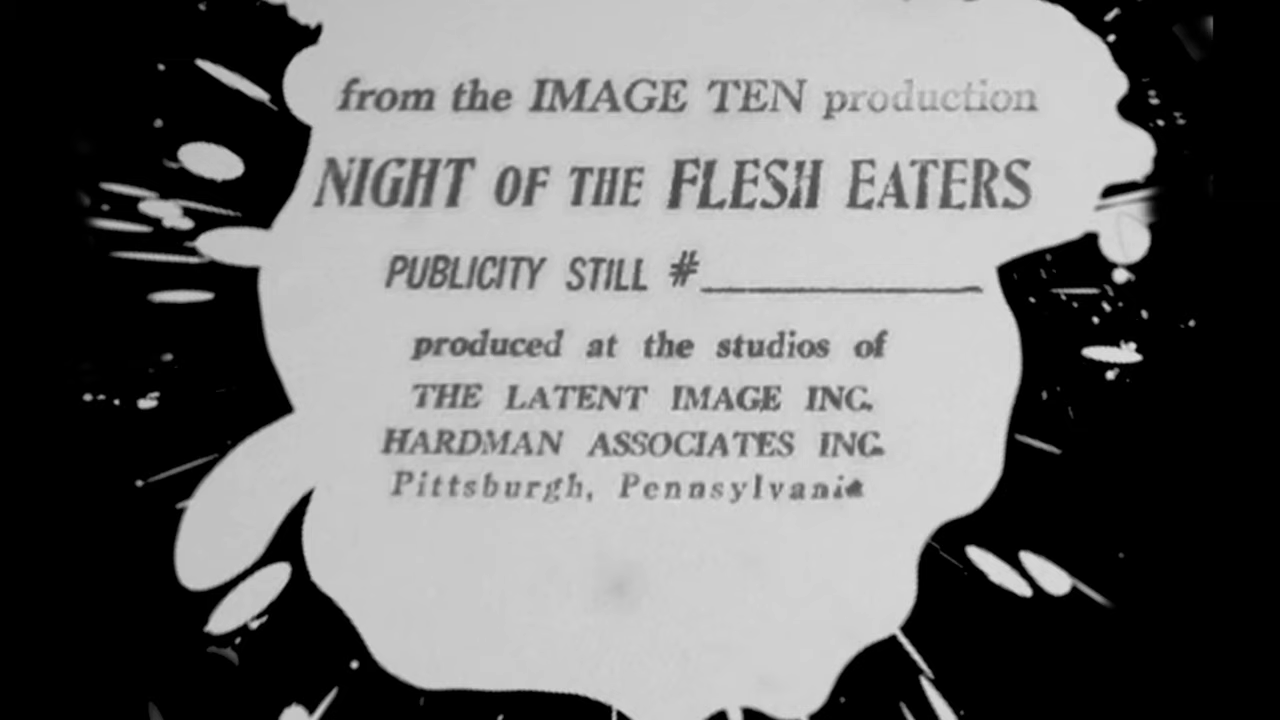 from the IMAGE TEN production
NIGHT OF THE FLESH EATERS
PUBLICITY STILL #
produced at the studios of
THE LATENT IMAGE INC.
HARDMAN ASSOCIATES INC.
Pittsburgh, Pennsylvania